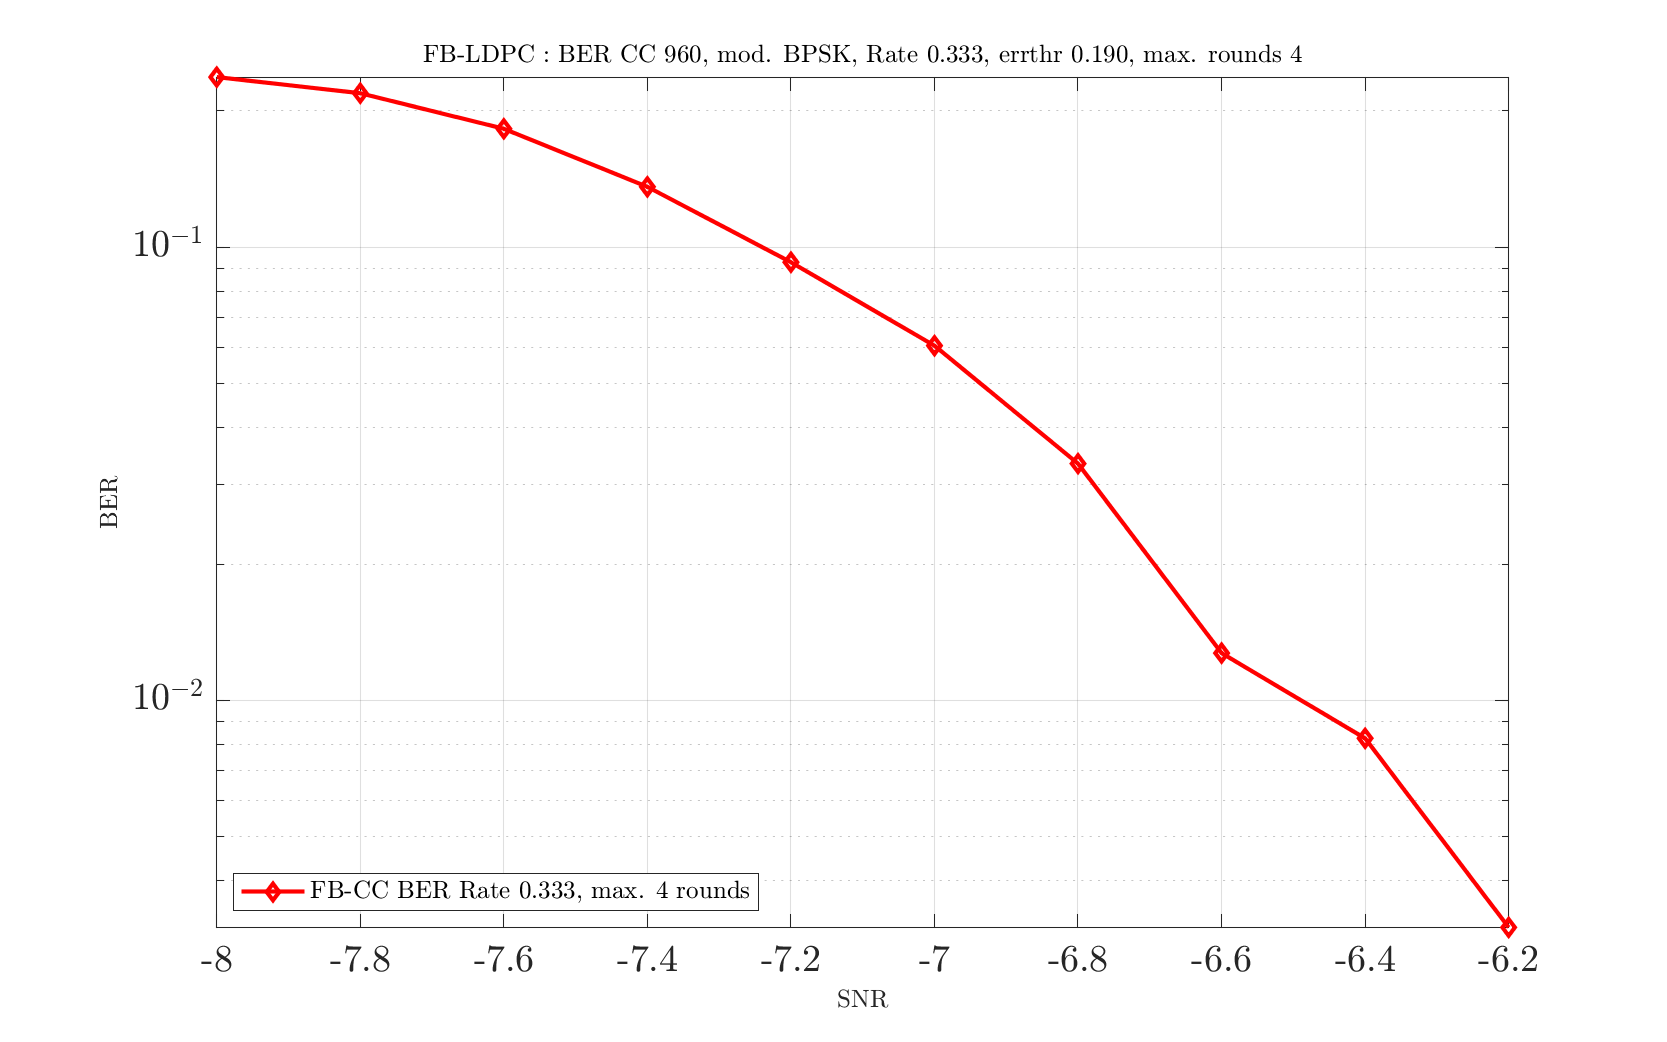 FB-LDPC : BER CC 960, mod. BPSK, Rate 0.333, errthr 0.190, max. rounds 4
10⁻¹
BER
10⁻²
FB-CC BER Rate 0.333, max. 4 rounds
-8 -7.8 -7.6 -7.4 -7.2 -7 -6.8 -6.6 -6.4 -6.2
SNR